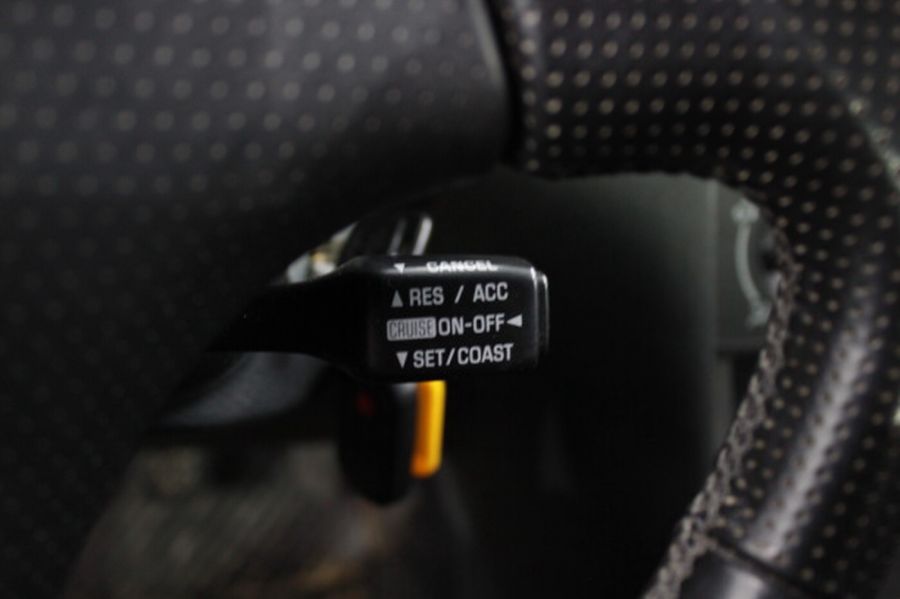 ▼ CANCEL
▲ RES / ACC
CRUISE ON-OFF ◄
▼ SET/COAST